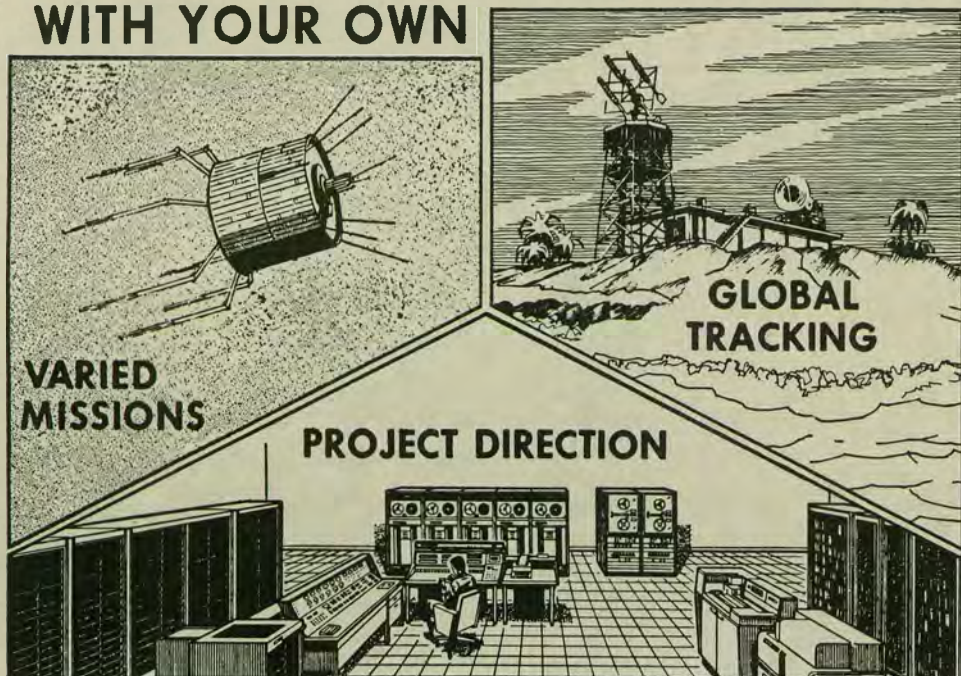 WITH YOUR OWN
GLOBAL
TRACKING
VARIED
MISSIONS
PROJECT DIRECTION